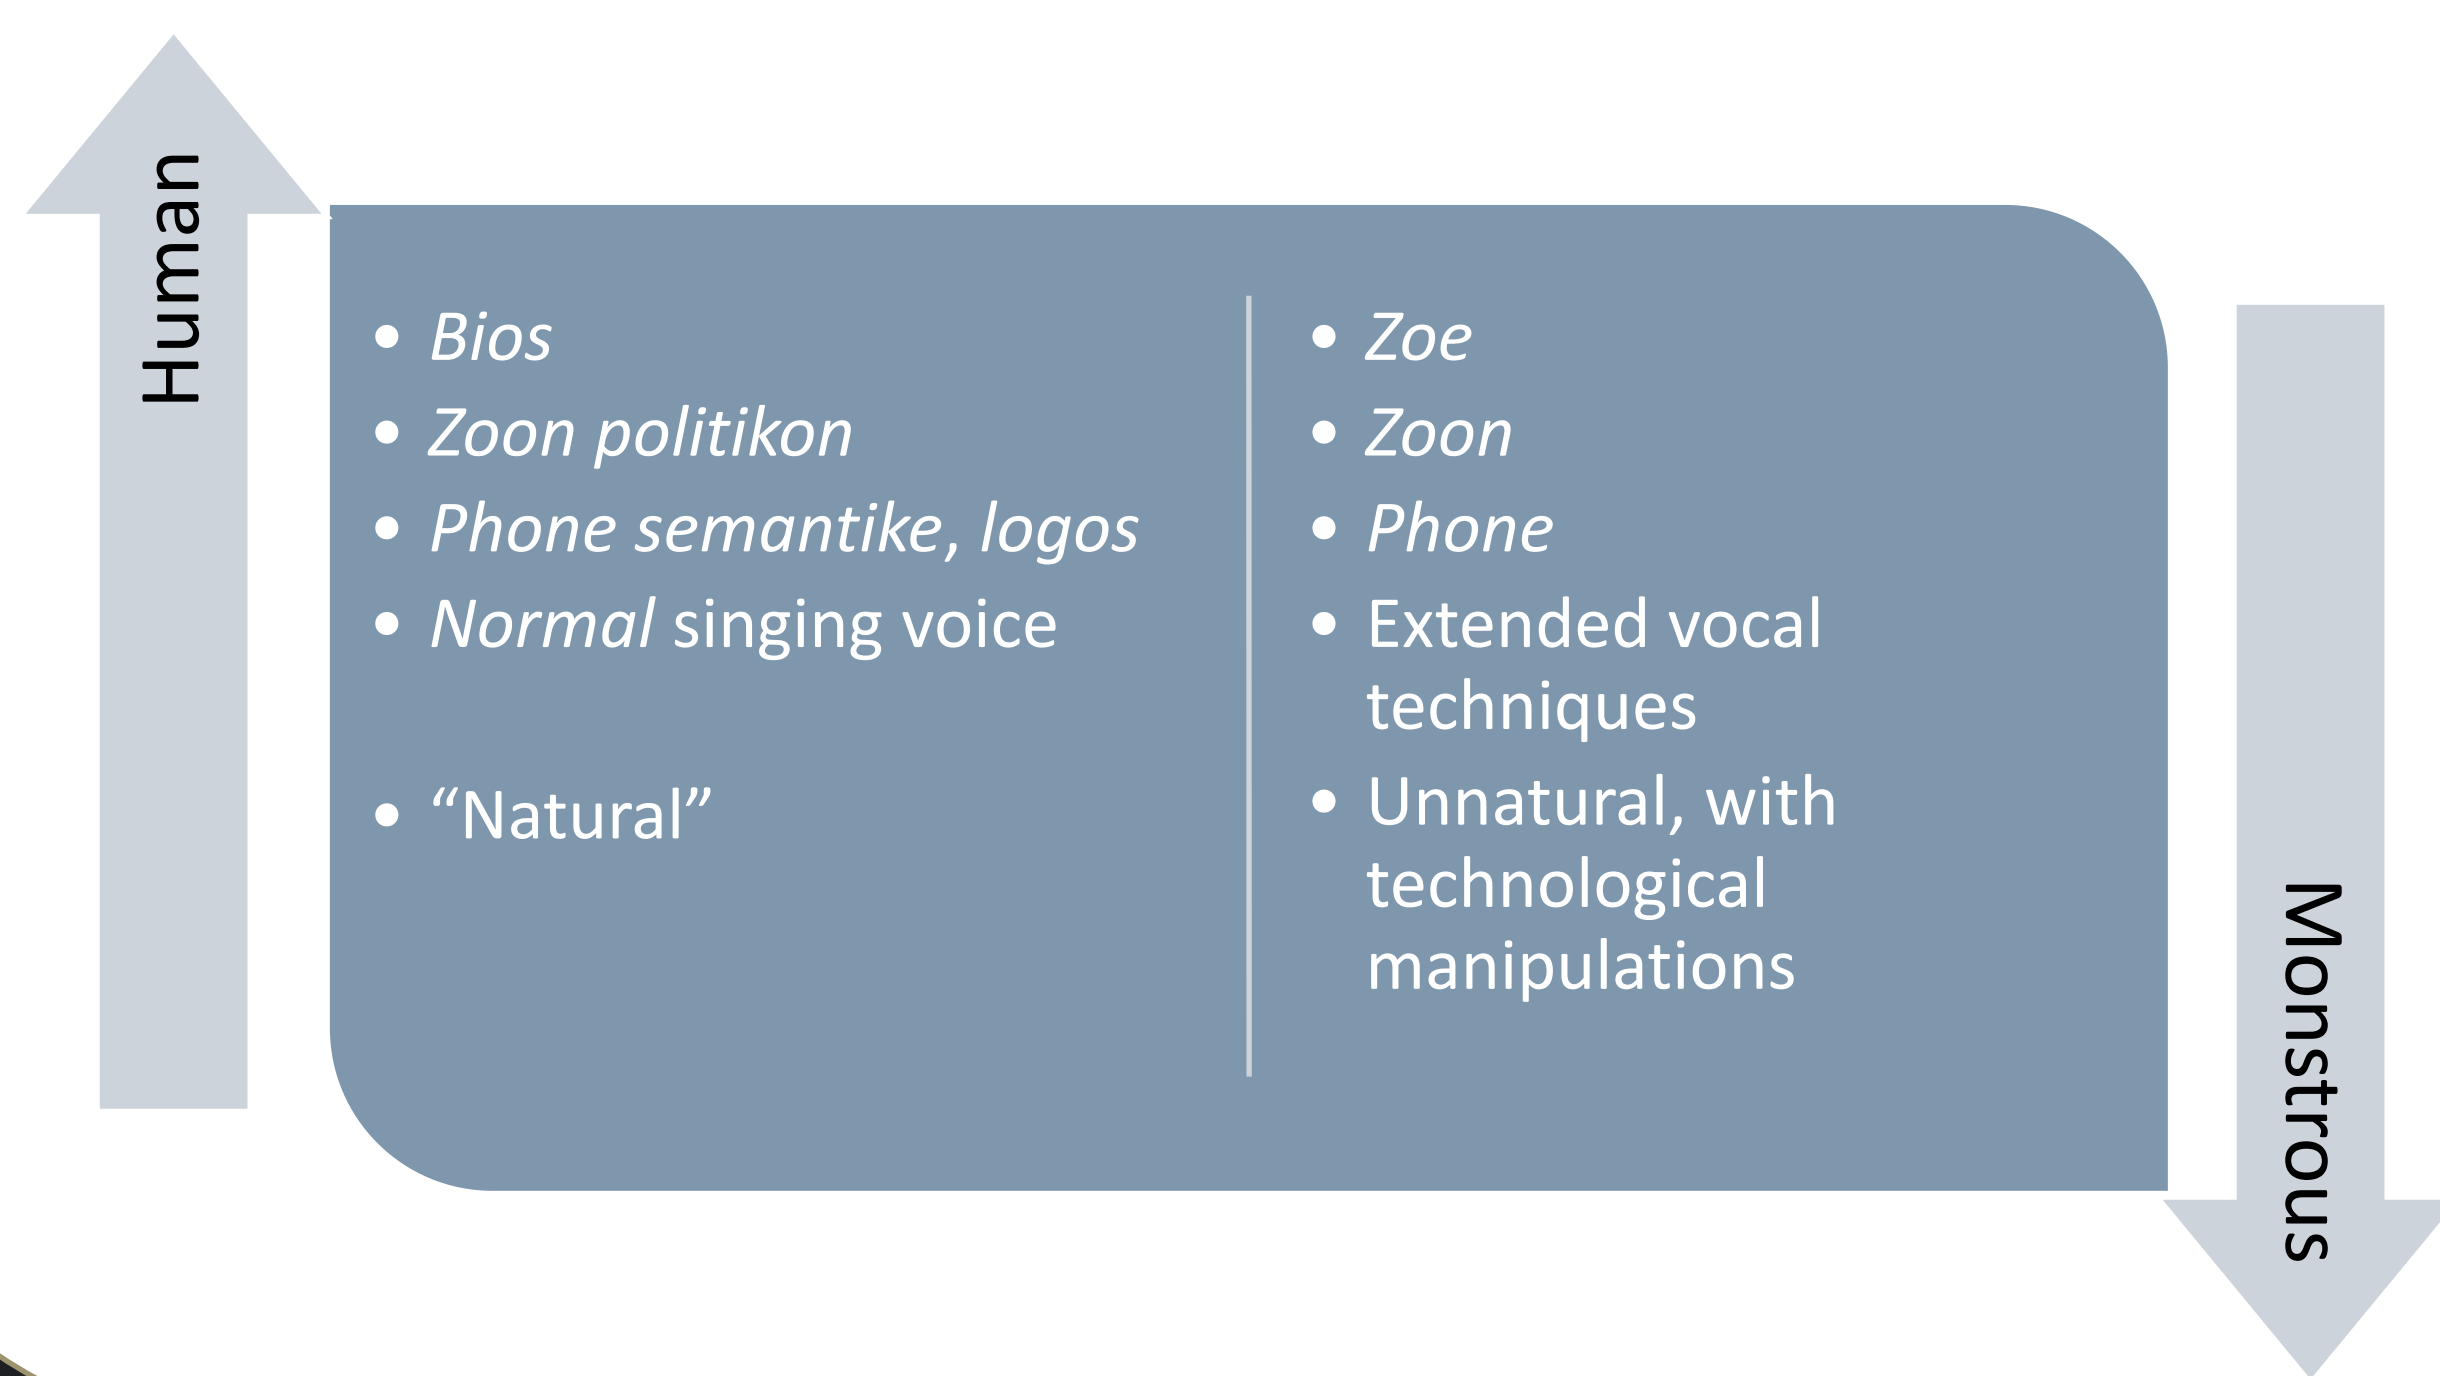 Human
• Bios
• Zoon politikon
• Phone semantike, logos
• Normal singing voice
• “Natural”
• Zoe
• Zoon
• Phone
• Extended vocal
techniques
• Unnatural, with
technological
manipulations
Monstrous